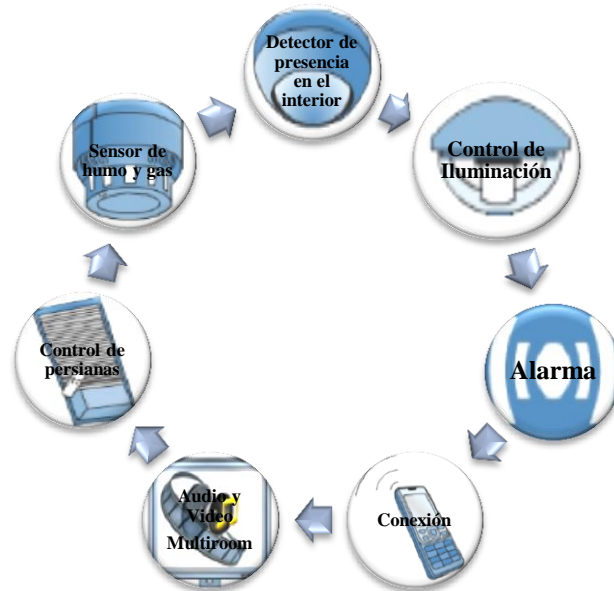 Detector de
presencia
en el
interior
Control de
Iluminación
Alarma
Conexión
Audio y
Video
Multiroom
Control de
persianas
Sensor de
humo y gas